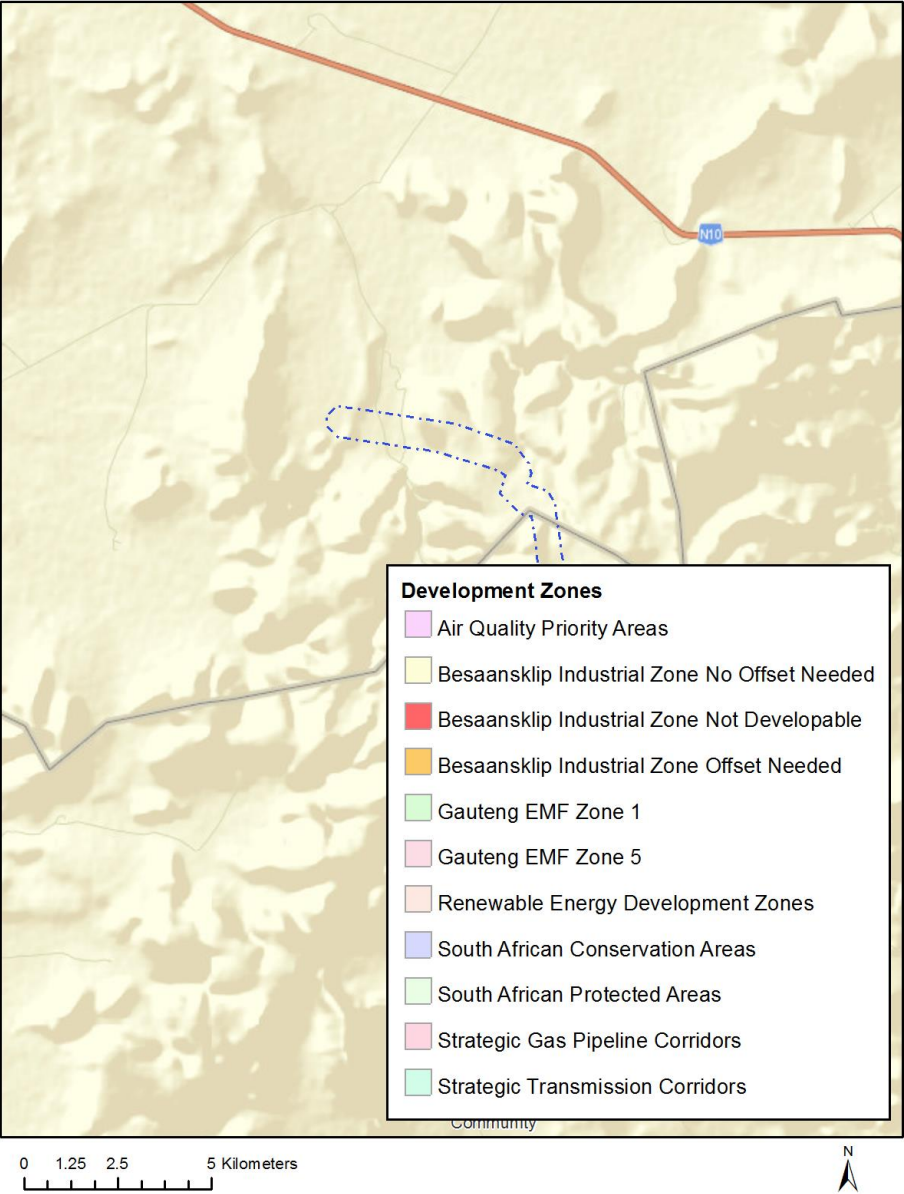 N10
Development Zones
Air Quality Priority Areas
Besaansklip Industrial Zone No Offset Needed
Besaansklip Industrial Zone Not Developable
Besaansklip Industrial Zone Offset Needed
Gauteng EMF Zone 1
Gauteng EMF Zone 5
Renewable Energy Development Zones
South African Conservation Areas
South African Protected Areas
Strategic Gas Pipeline Corridors
Strategic Transmission Corridors
Community
0 1.25 2.5 5 Kilometers
N